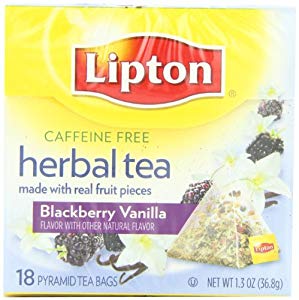 Lipton
CAFFEINE FREE
herbal tea
made with real fruit pieces
Blackberry Vanilla
FLAVOR WITH OTHER NATURAL FLAVOR
Lipton
18 PYRAMID TEA BAGS
NET WT 1.3 OZ (36.8g)